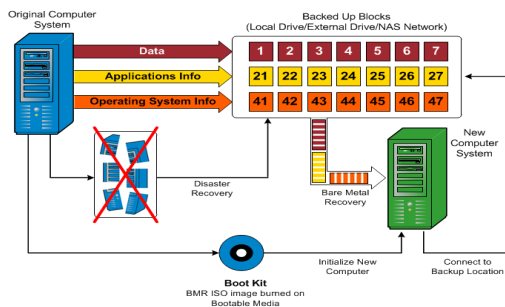 Original Computer
System
Backed Up Blocks
(Local Drive/External Drive/NAS Network)
Data
1 2 3 4 5 6 7
Applications Info
21 22 23 24 25 26 27
Operating System Info
41 42 43 44 45 46 47
New
Computer
System
Disaster
Recovery
Bare Metal
Recovery
Initialize New
Computer
Connect to
Backup Location
Boot Kit
BMR ISO image burned on
Bootable Media